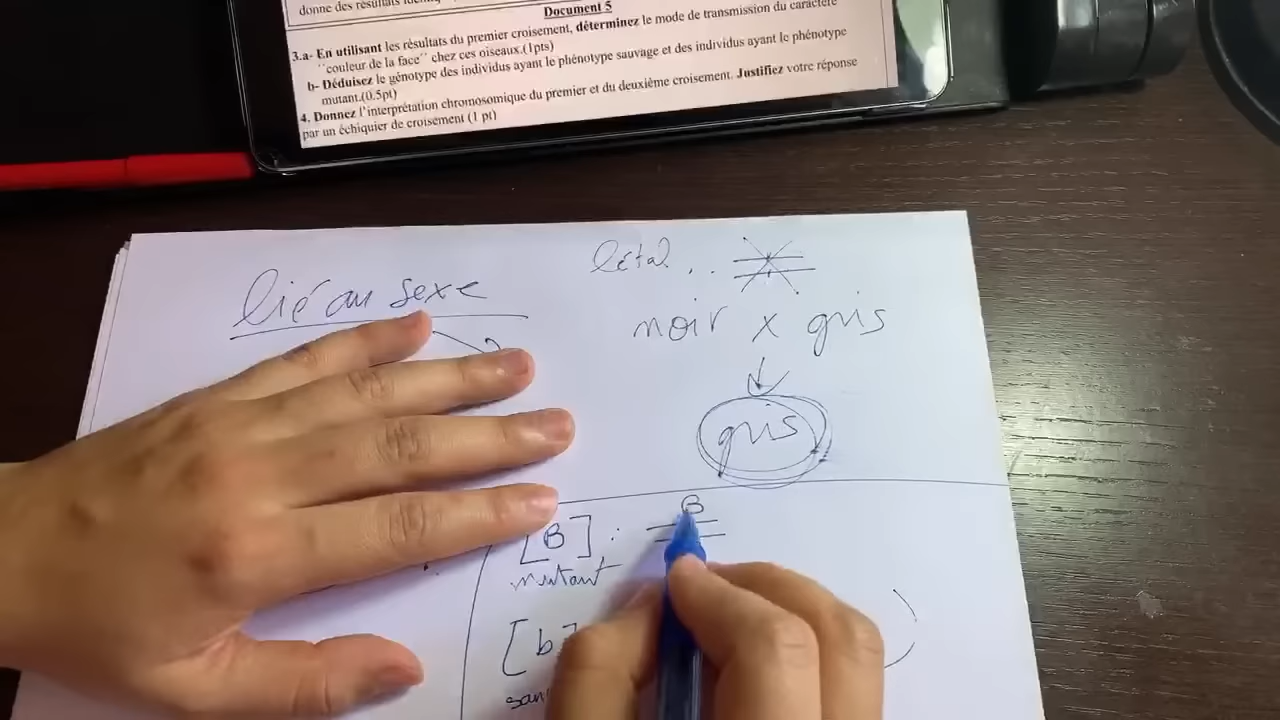 donne des résultats
Document 5
3.a- En utilisant les résultats du premier croisement, déterminez le mode de transmission du caractère
‘‘couleur de la face’’ chez ces oiseaux.(1pts)
b- Déduisez le génotype des individus ayant le phénotype sauvage et des individus ayant le phénotype
mutant.(0.5pt)
4. Donnez l'interprétation chromosomique du premier et du deuxième croisement. Justifiez votre réponse
par un échiquier de croisement (1 pt)
lié au sexe
létal ..
noir x gris
gris
[B] : B
mutant
[b]